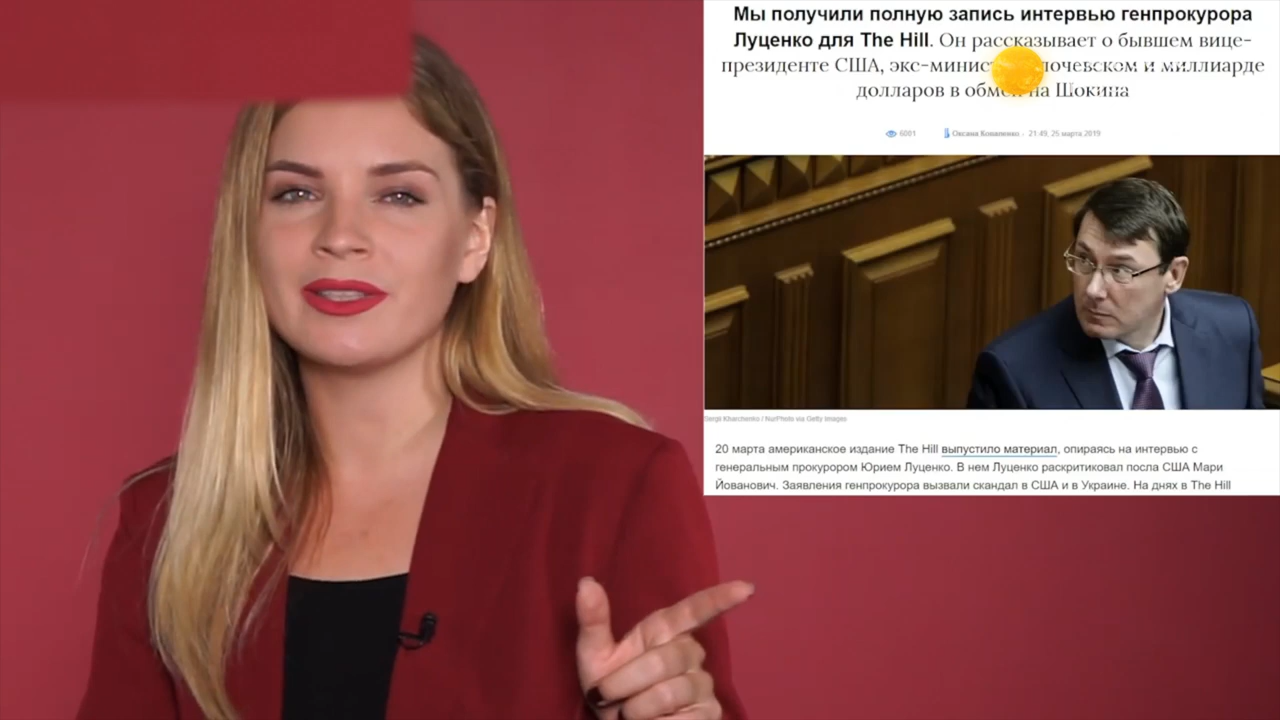 Мы получили полную запись интервью генпрокурора
Луценко для The Hill. Он рассказывает о бывшем вице-
президенте США, экс-минист лочевском и миллиарде
долларов в обмен на Шокина
6001
Оксана Коваленко - 21:49, 25 марта 2019
Sergii Kharchenko / NurPhoto via Getty Images
20 марта американское издание The Hill выпустило материал, опираясь на интервью с
генеральным прокурором Юрием Луценко. В нем Луценко раскритиковал посла США Мари
Йованович. Заявления генпрокурора вызвали скандал в США и в Украине. На днях в The Hill